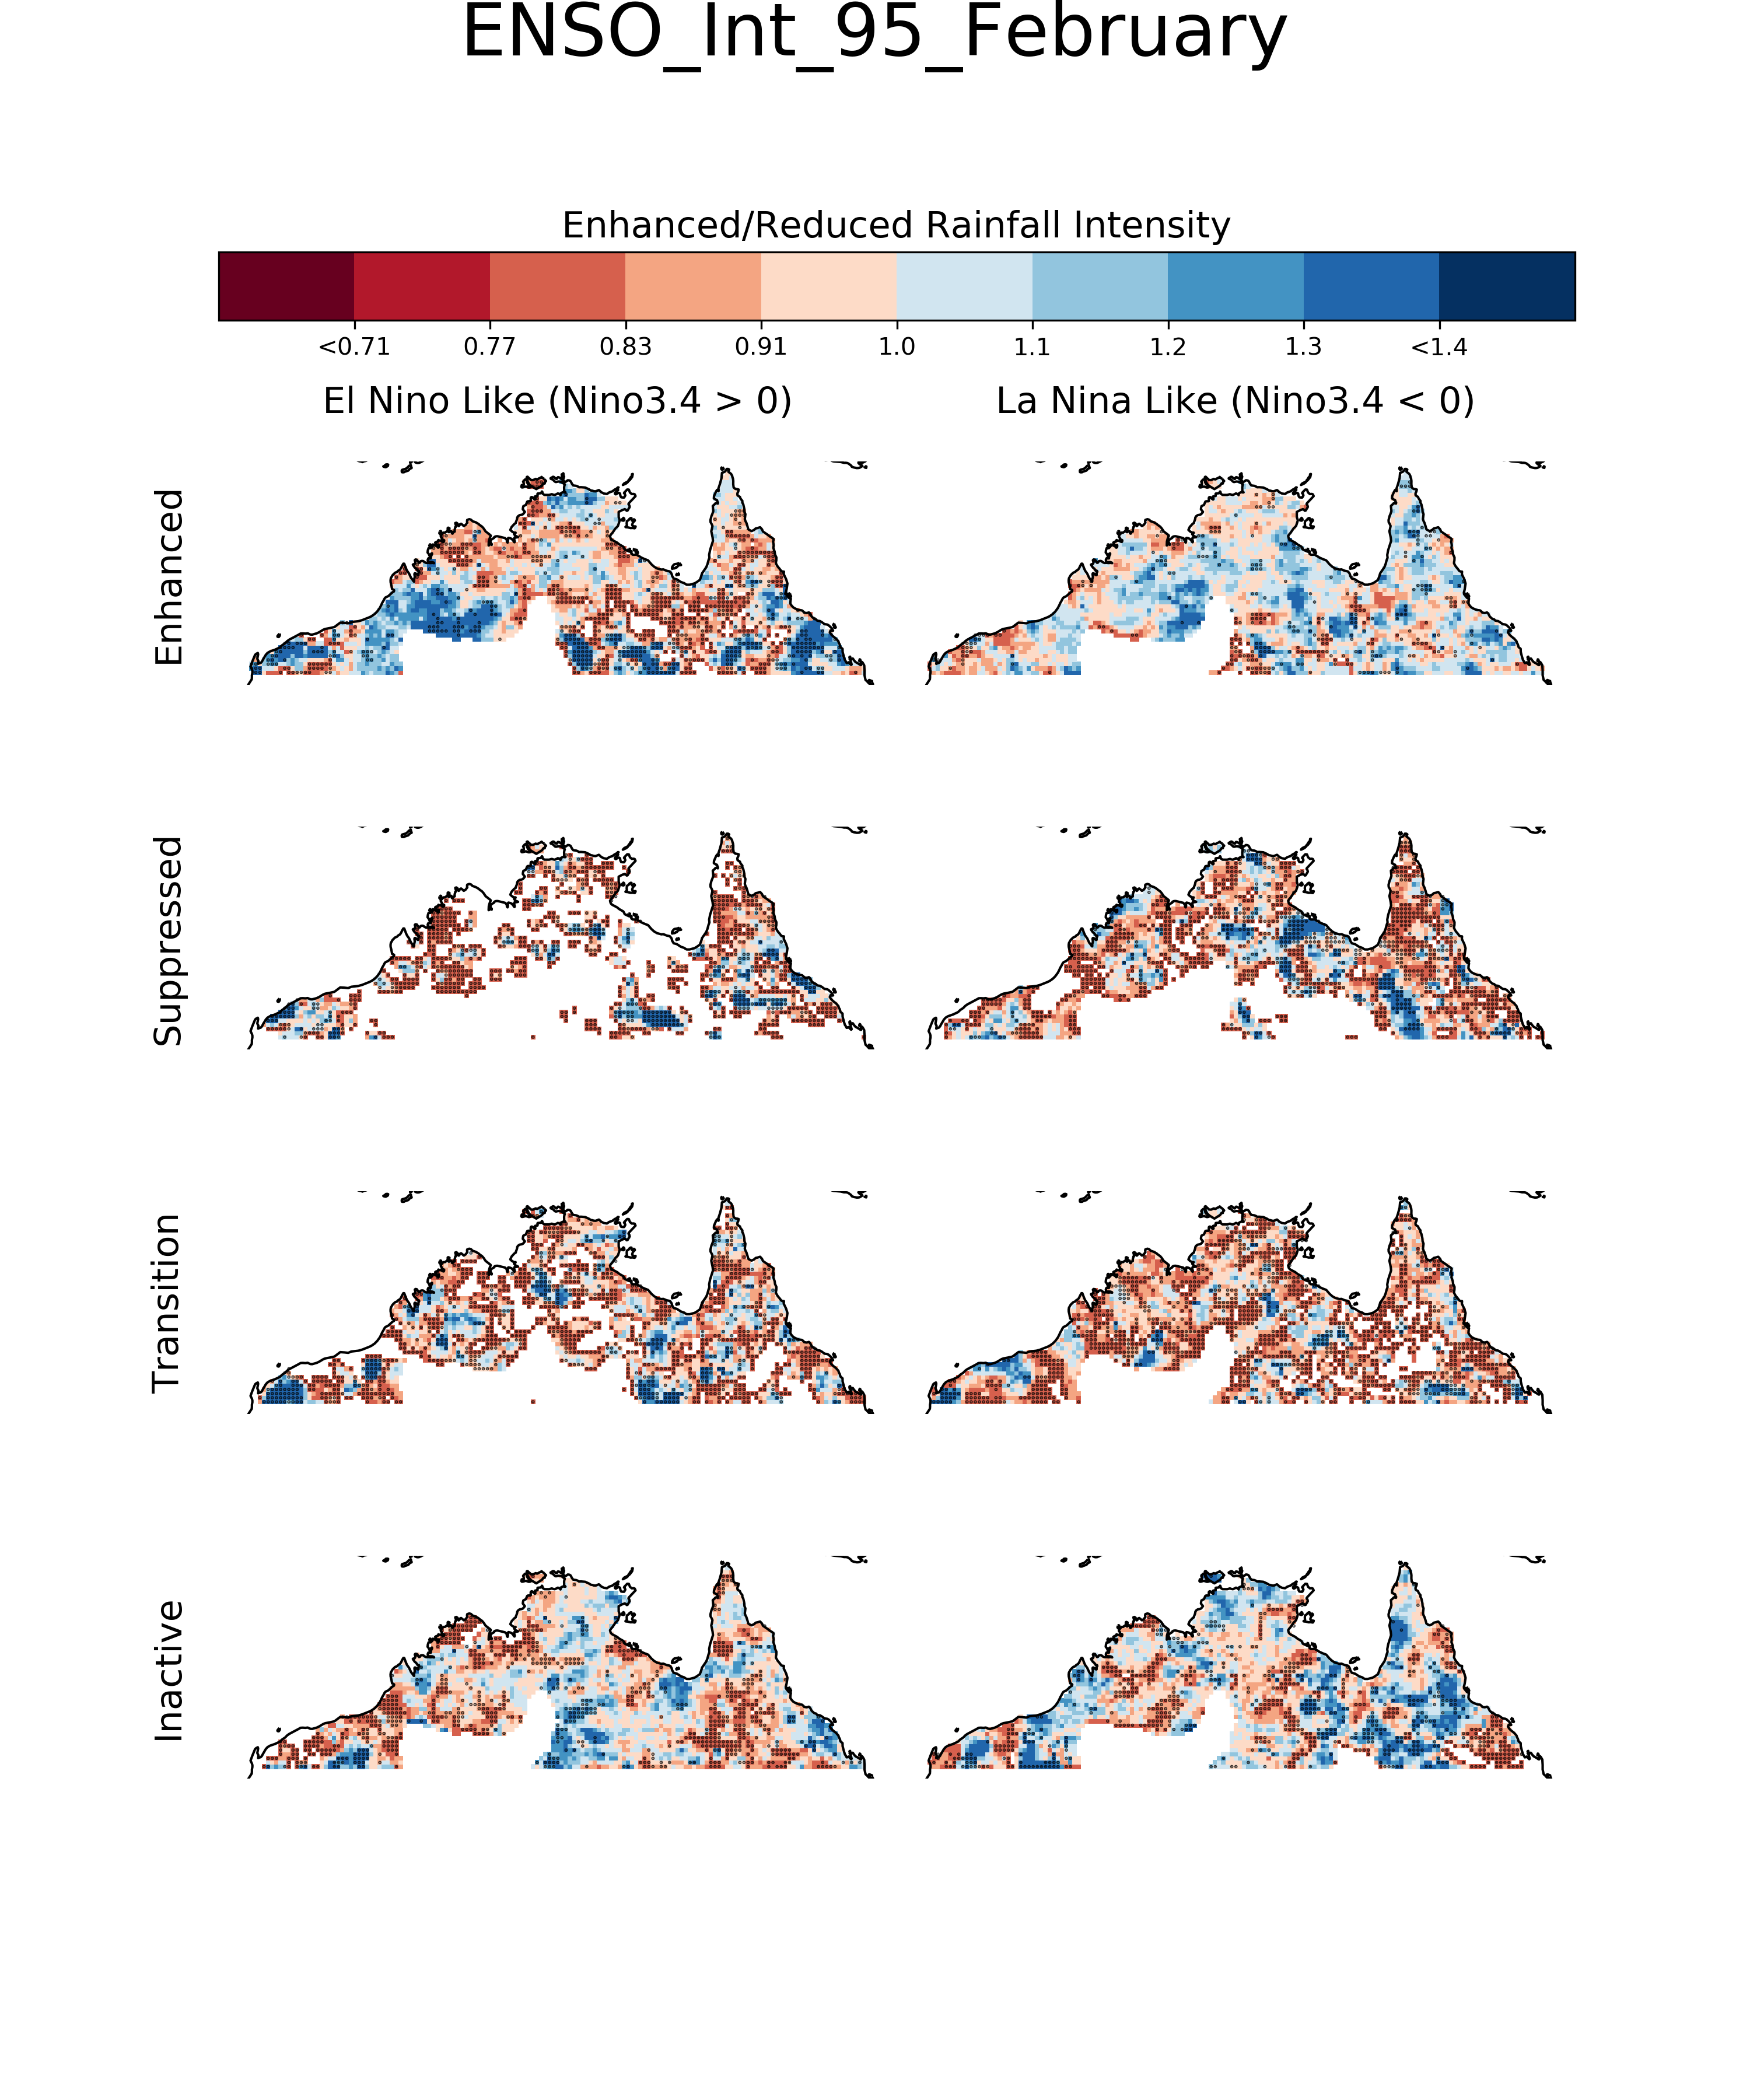 ENSO_Int_95_February
Enhanced/Reduced Rainfall Intensity
<0.71 0.77 0.83 0.91 1.0 1.1 1.2 1.3 <1.4
El Nino Like (Nino3.4 > 0) La Nina Like (Nino3.4 < 0)
Enhanced
Suppressed
Transition
Inactive